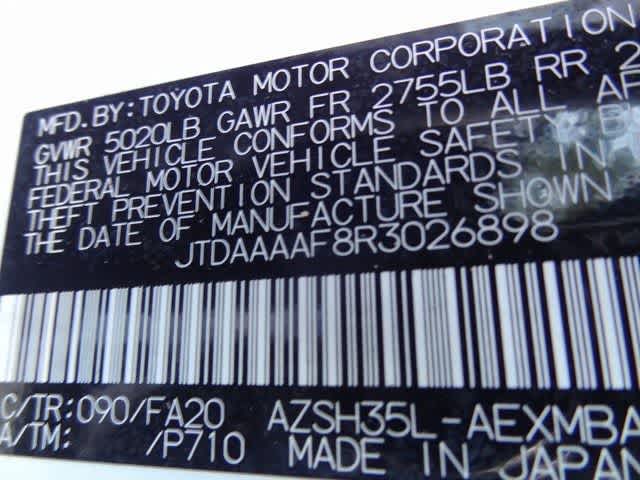 MFD.BY:TOYOTA MOTOR CORPORATION
GVWR 5020LB GAWR FR 2755LB RR 2
THIS VEHICLE CONFORMS TO ALL AP
FEDERAL MOTOR VEHICLE SAFETY B
THEFT PREVENTION STANDARDS IN
THE DATE OF MANUFACTURE SHOWN
JTDAAAAF8R3026898
C/TR:090/FA20 AZSH35L-AEXMBA
A/TM: /P710 MADE IN JAPAN